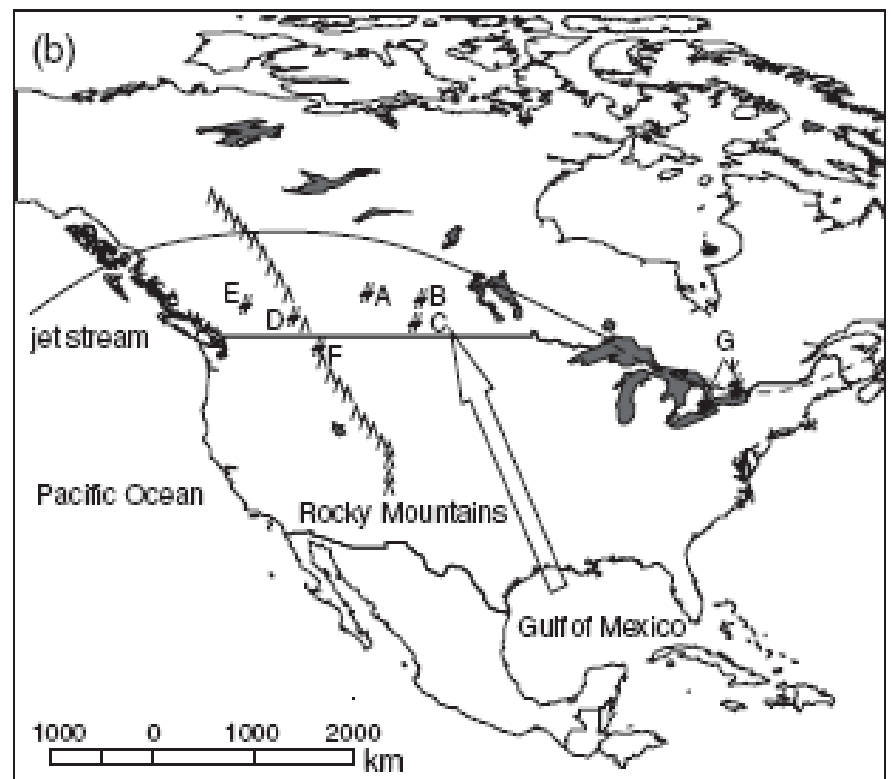 (b)
E # #A #B
D # # C
jet stream
#F
G
Pacific Ocean
Rocky Mountains
Gulf of Mexico
1000 0 1000 2000
km